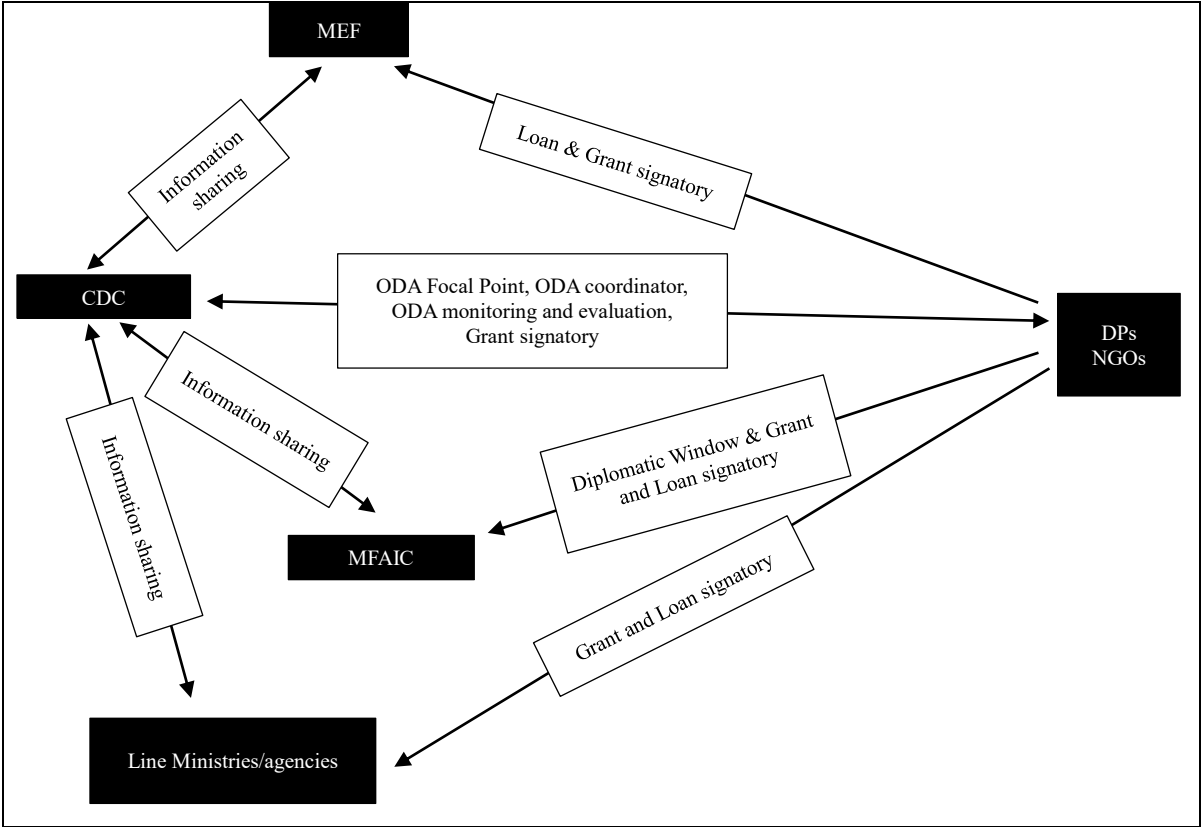 MEF
Loan & Grant signatory
Information
sharing
CDC
ODA Focal Point, ODA coordinator,
ODA monitoring and evaluation,
Grant signatory
DPs
NGOs
Information sharing
Information sharing
Diplomatic Window & Grant
and Loan signatory
MFAIC
Grant and Loan signatory
Line Ministries/agencies